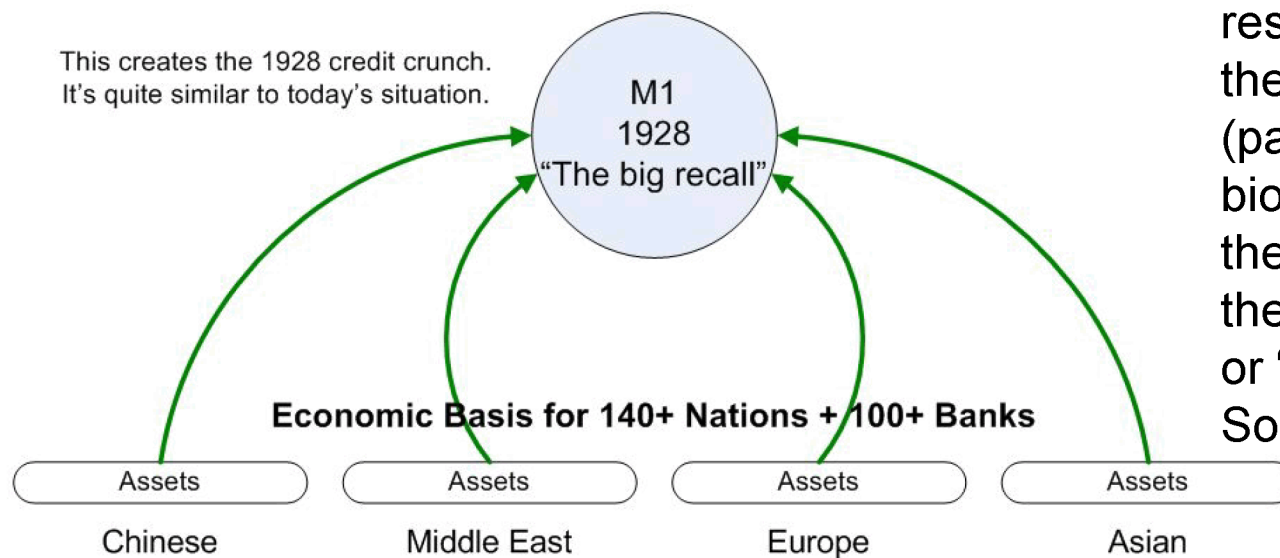 This creates the 1928 credit crunch.
It's quite similar to today's situation.
M1
1928
“The big recall”
Economic Basis for 140+ Nations + 100+ Banks
Assets
Assets
Assets
Assets
Chinese
Middle East
Europe
Asian
res
the
(pa
bio
the
the
or “
So